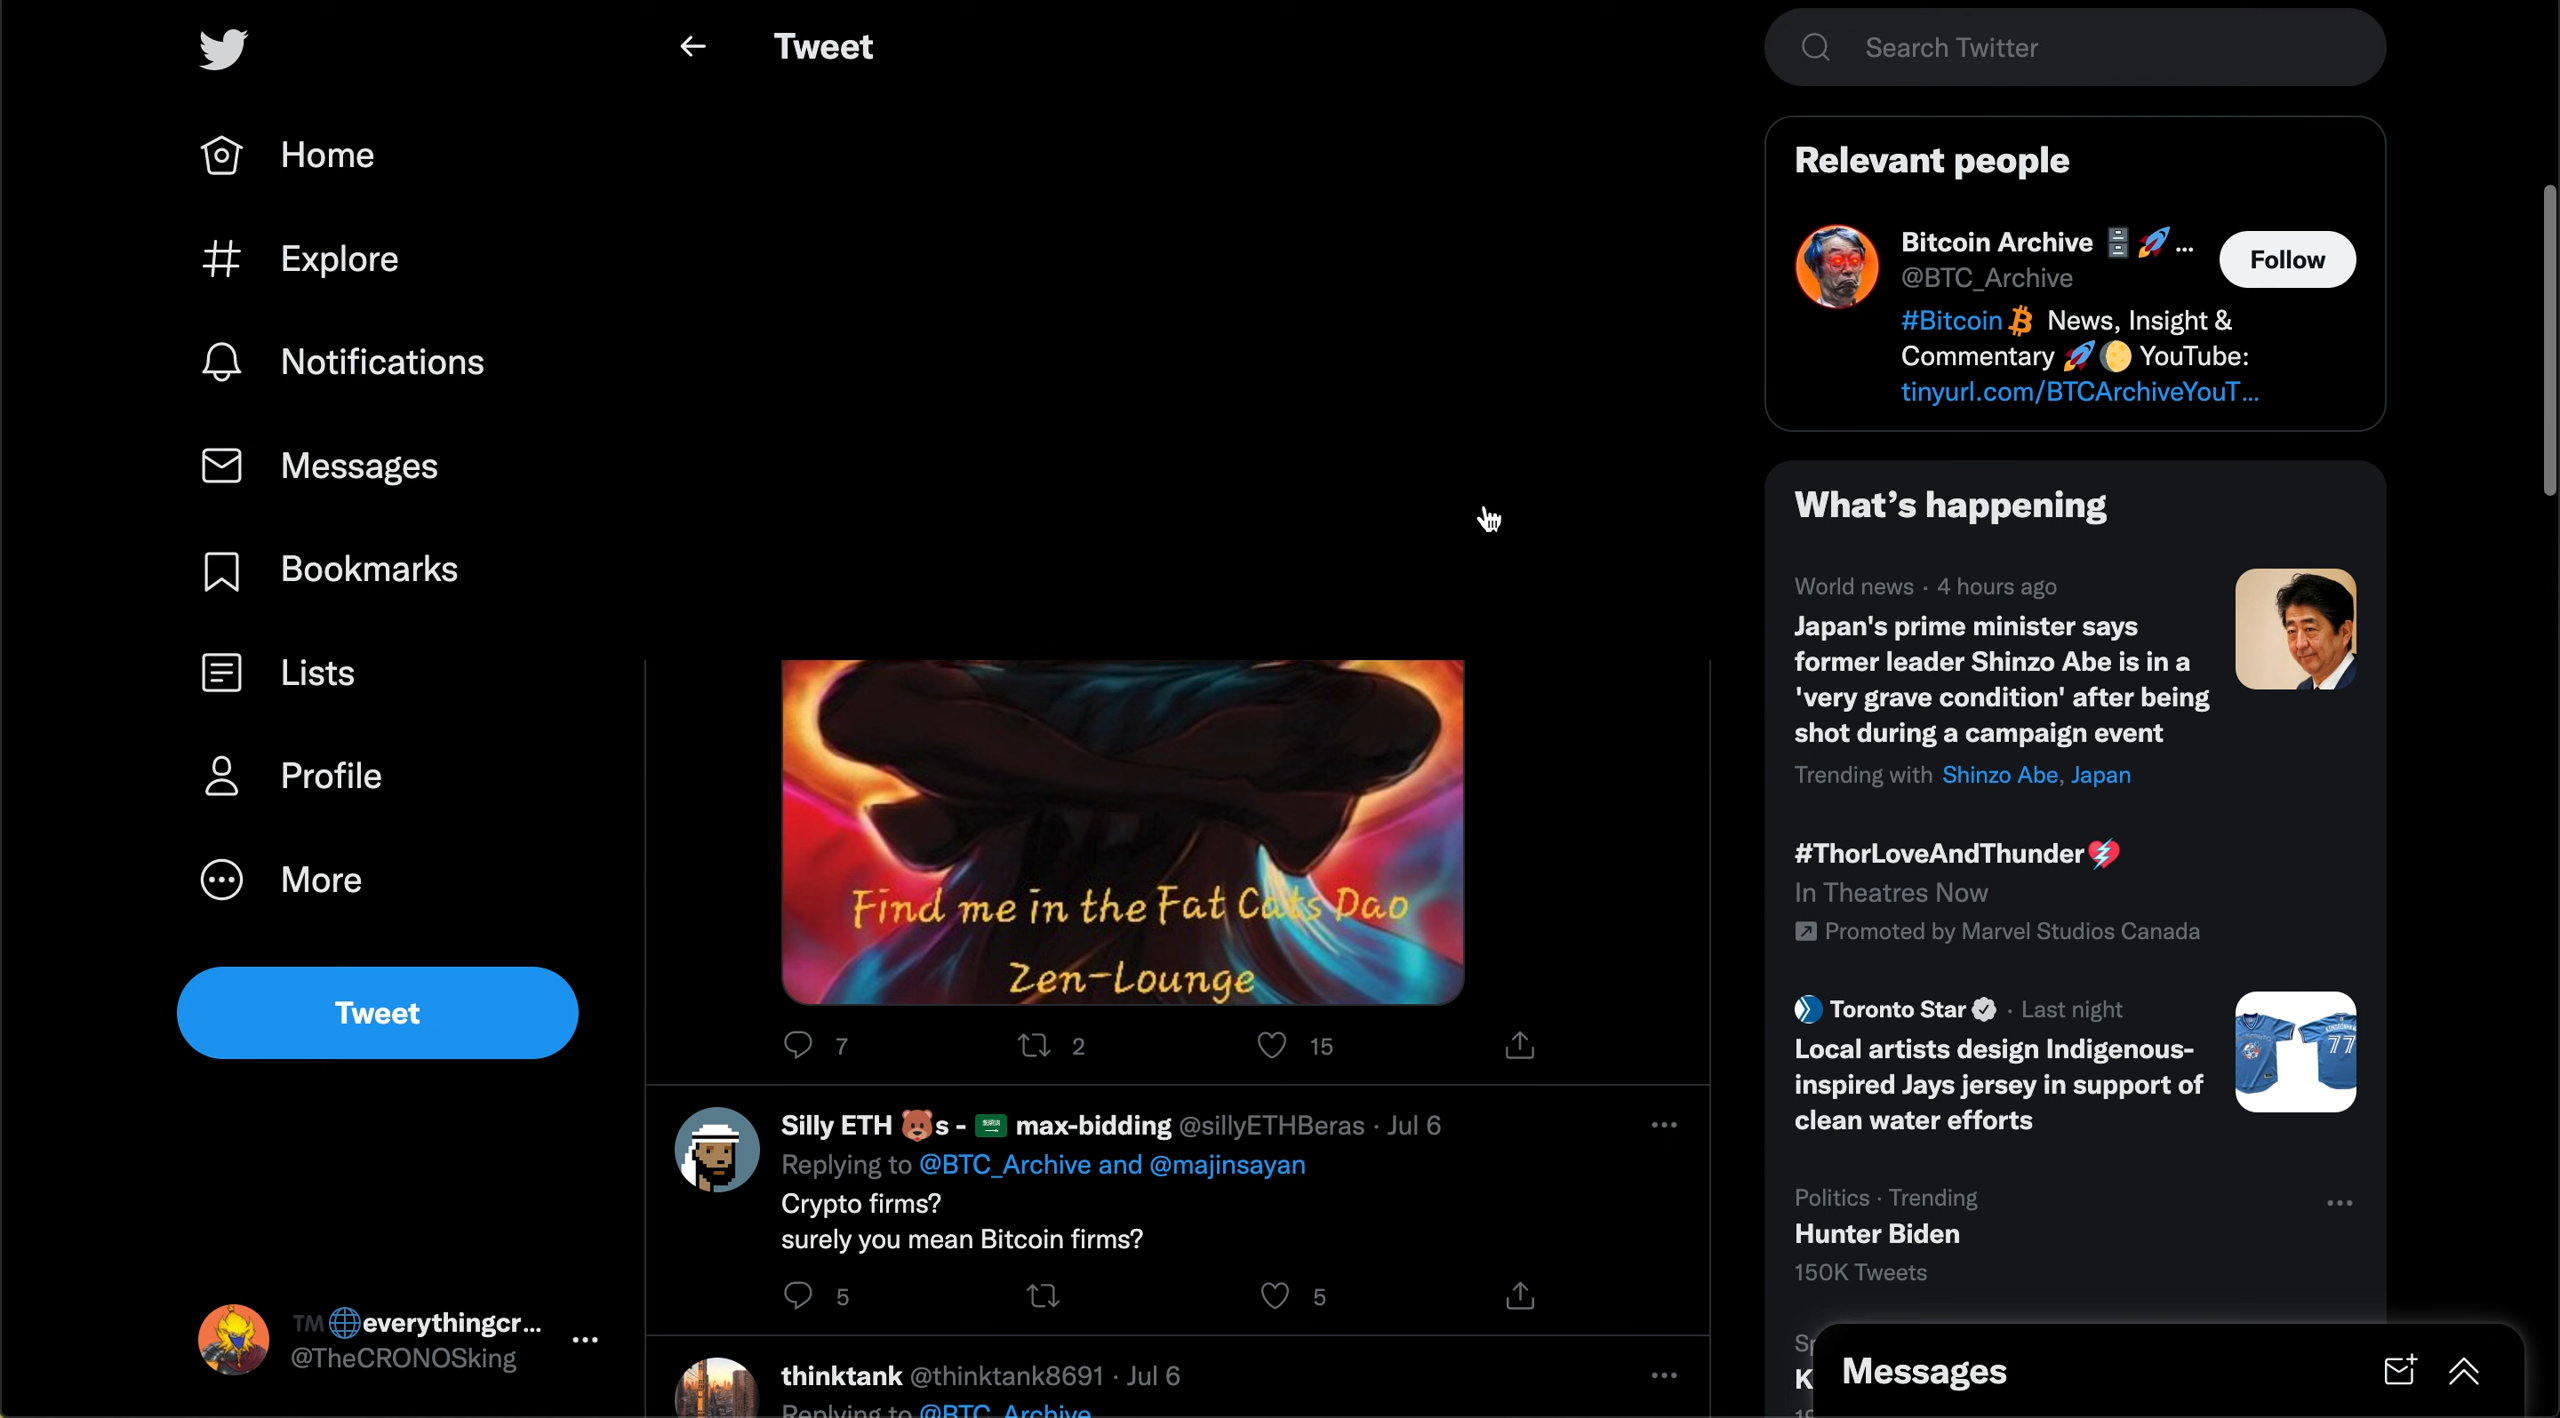 Home
Explore
Notifications
Messages
Bookmarks
Lists
Profile
More
Tweet
TM🌐everythingcr...
@TheCRONOSking
Tweet
Find me in the Fat Cats Dao
Zen-Lounge
7 2 15
Silly ETH 🐻s - 🇸🇦 max-bidding @sillyETHBeras · Jul 6
Replying to @BTC_Archive and @majinsayan
Crypto firms?
surely you mean Bitcoin firms?
5 5
thinktank @thinktank8691 · Jul 6
Replying to @BTC_Archive
Search Twitter
Relevant people
Bitcoin Archive 🗄🚀 ...
@BTC_Archive
Follow
#Bitcoin News, Insight &
Commentary 🚀🌔 YouTube:
tinyurl.com/BTCArchiveYouT...
What's happening
World news · 4 hours ago
Japan's prime minister says
former leader Shinzo Abe is in a
'very grave condition' after being
shot during a campaign event
Trending with Shinzo Abe, Japan
#ThorLoveAndThunder
In Theatres Now
Promoted by Marvel Studios Canada
Toronto Star · Last night
Local artists design Indigenous-
inspired Jays jersey in support of
clean water efforts
77
Politics · Trending
Hunter Biden
150K Tweets
Messages